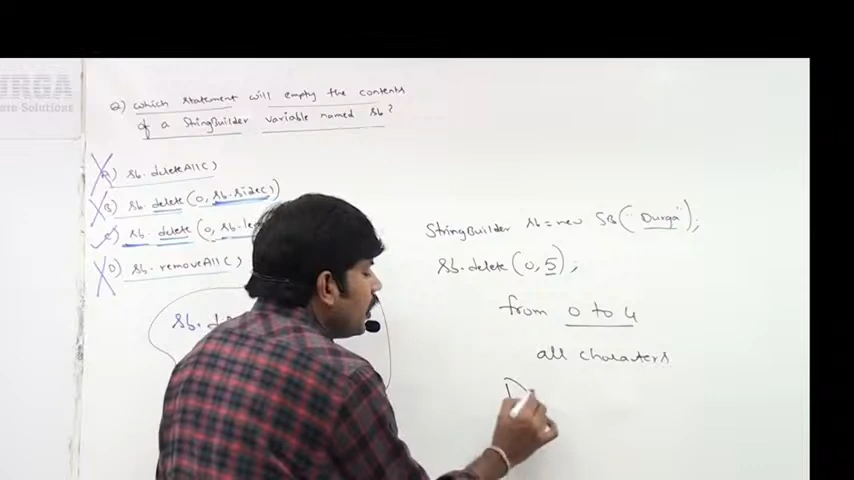 URGA
are Solutions
Q) Which statement will empty the contents
of a StringBuilder variable named sb?
A) sb.deleteAll()
B) sb.delete(0, sb.size()
C) sb.delete(0, sb.le
D) sb.removeAll()
sb.d
StringBuilder sb = new SB("Durga");
sb.delete(0,5);
from 0 to 4
all characters
D